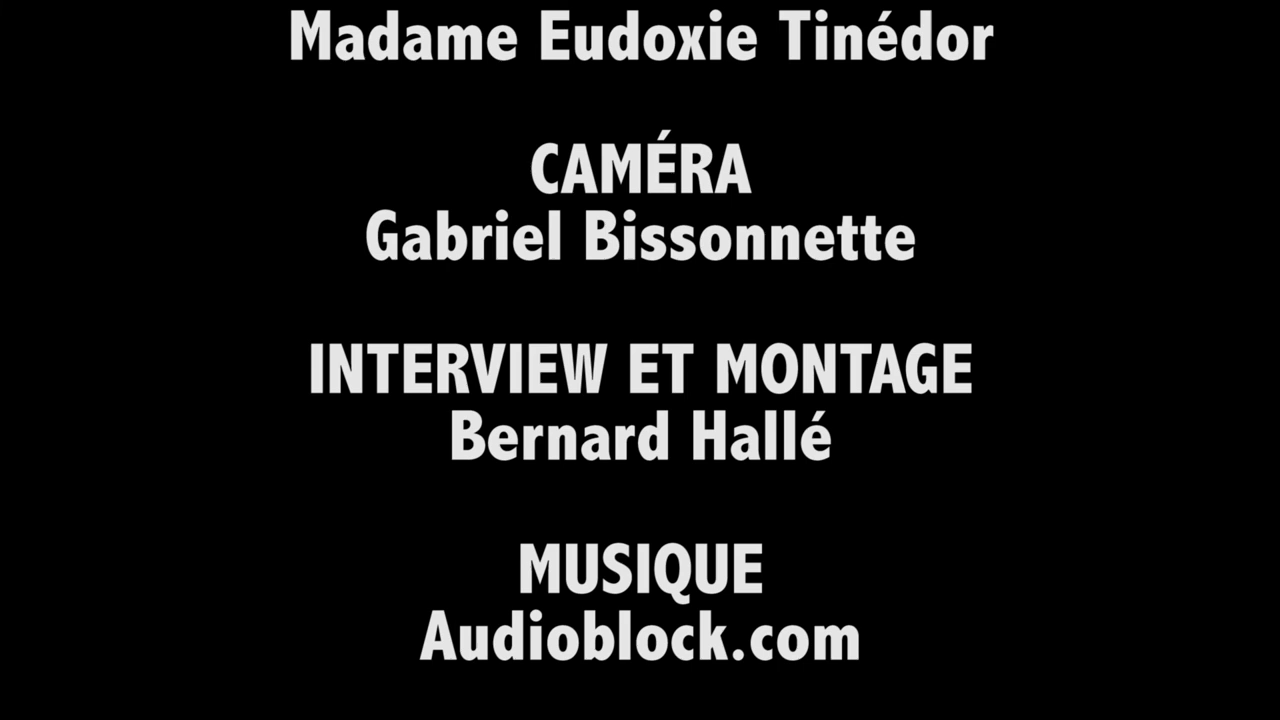 Madame Eudoxie Tinédor
CAMÉRA
Gabriel Bissonnette
INTERVIEW ET MONTAGE
Bernard Hallé
MUSIQUE
Audioblock.com